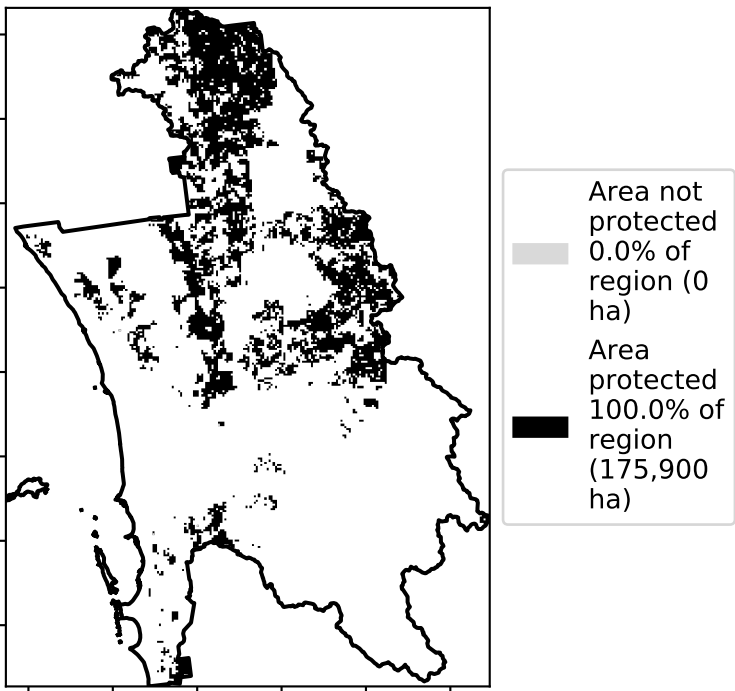 Area not
protected
0.0% of
region (0
ha)
Area
protected
100.0% of
region
(175,900
ha)